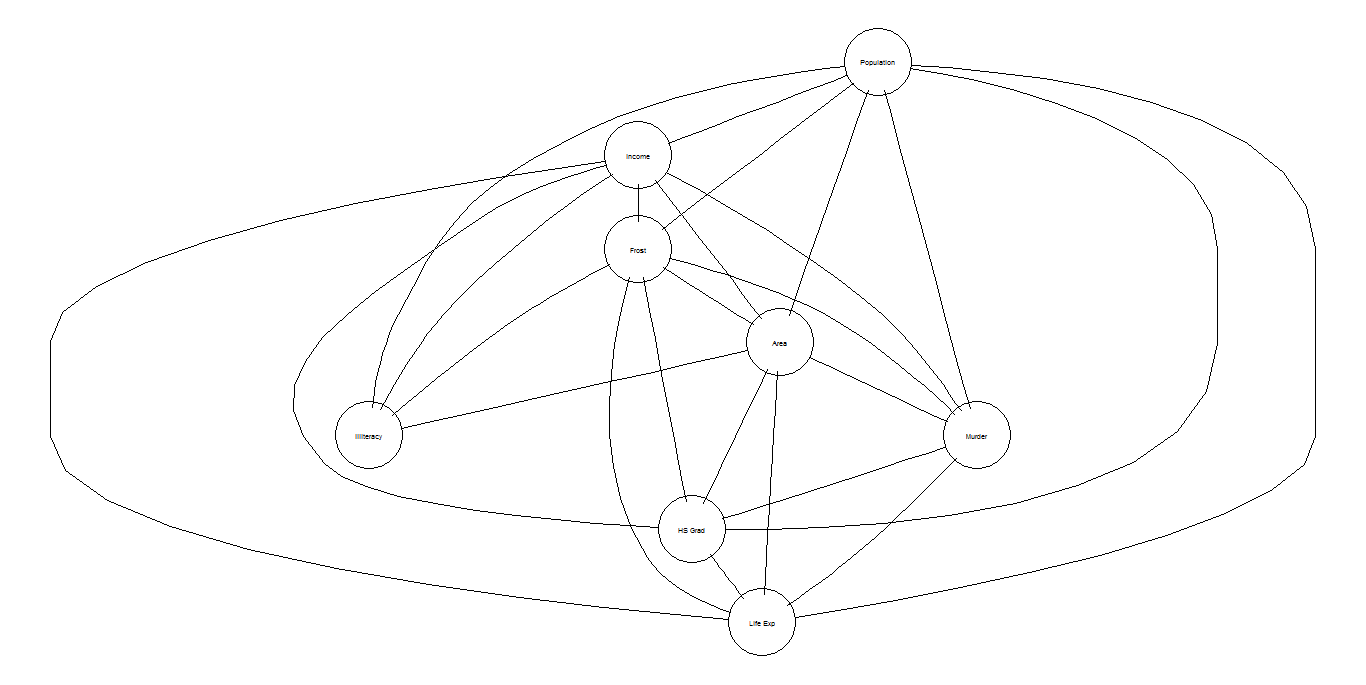 Population
Income
Frost
Area
Illiteracy
Murder
HS Grad
Life Exp